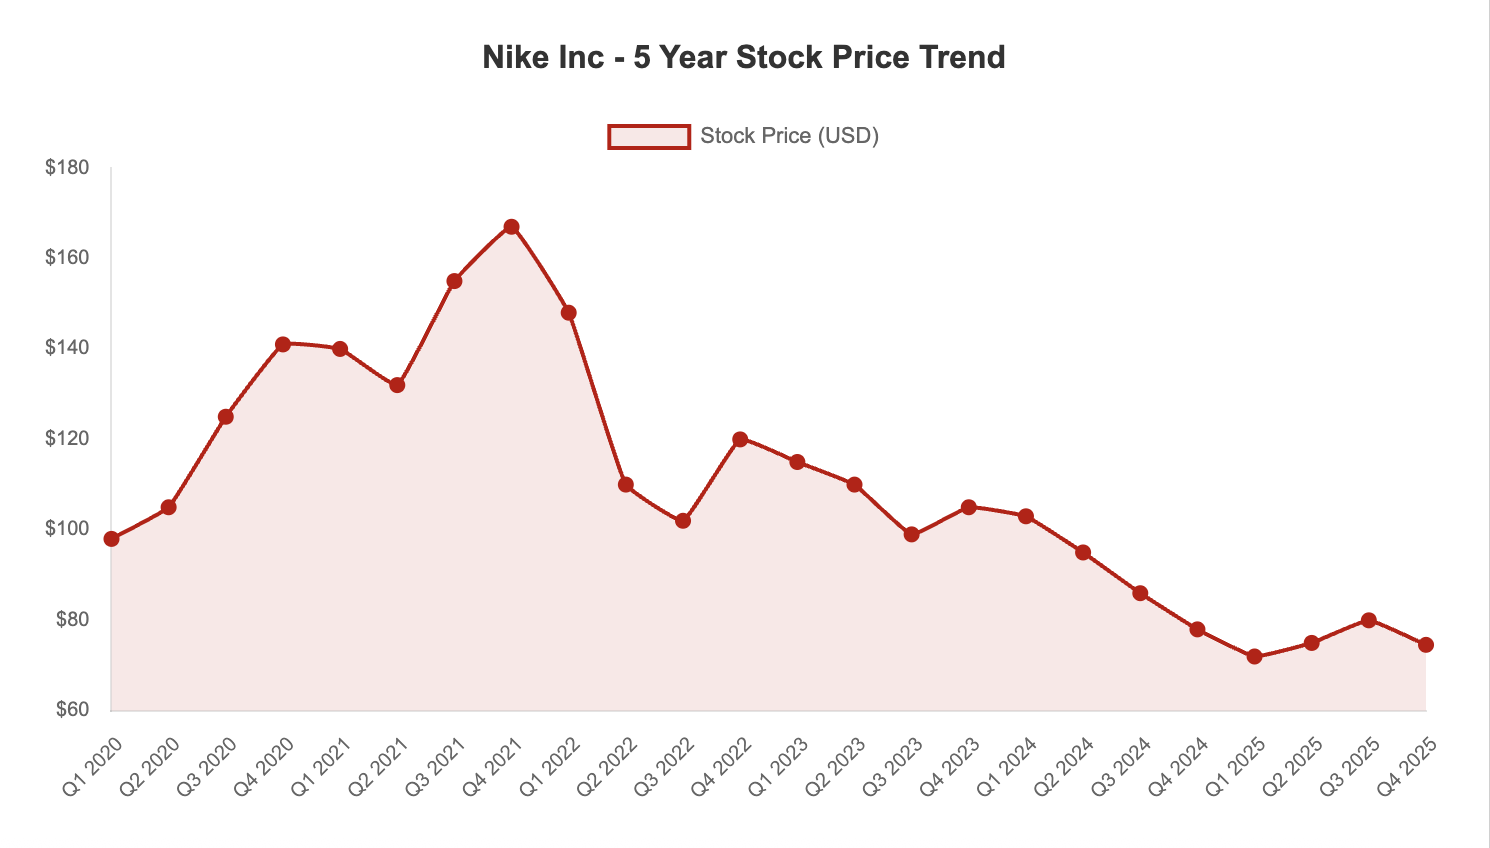 Nike Inc - 5 Year Stock Price Trend
Stock Price (USD)
$180
$160
$140
$120
$100
$80
$60
Q1 2020
Q2 2020
Q3 2020
Q4 2020
Q1 2021
Q2 2021
Q3 2021
Q4 2021
Q1 2022
Q2 2022
Q3 2022
Q4 2022
Q1 2023
Q2 2023
Q3 2023
Q4 2023
Q1 2024
Q2 2024
Q3 2024
Q4 2024
Q1 2025
Q2 2025
Q3 2025
Q4 2025